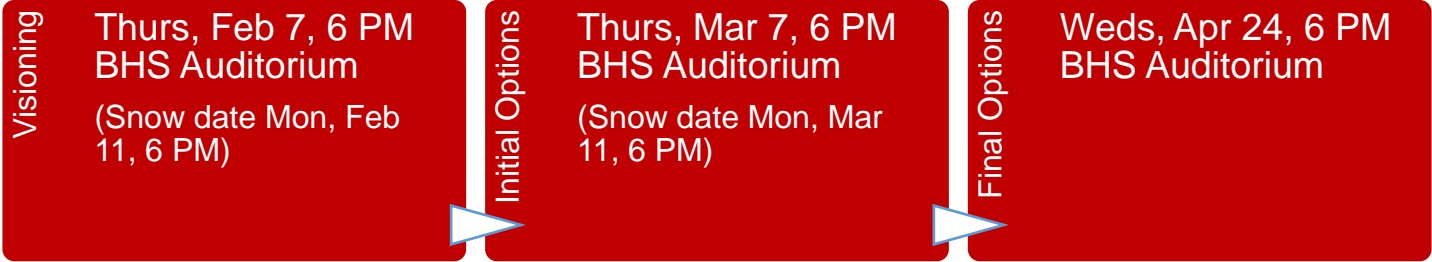 Visioning
Thurs, Feb 7, 6 PM
BHS Auditorium
(Snow date Mon, Feb
11, 6 PM)
Initial Options
Thurs, Mar 7, 6 PM
BHS Auditorium
(Snow date Mon, Mar
11, 6 PM)
Final Options
Weds, Apr 24, 6 PM
BHS Auditorium